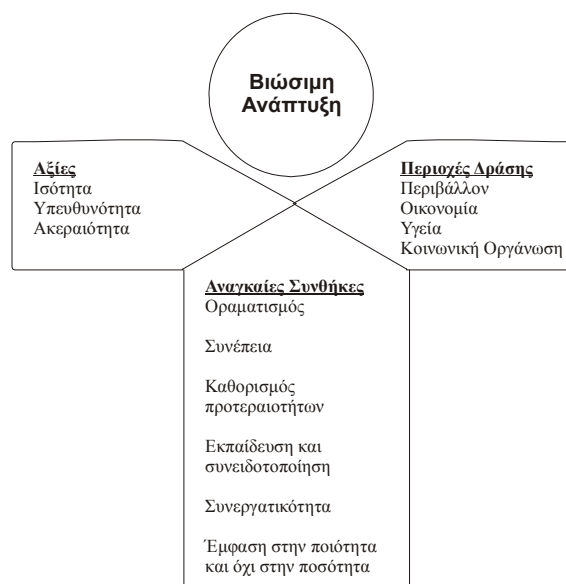 Βιώσιμη
Ανάπτυξη
Αξίες
Ισότητα
Υπευθυνότητα
Ακεραιότητα
Περιοχές Δράσης
Περιβάλλον
Οικονομία
Υγεία
Κοινωνική Οργάνωση
Αναγκαίες Συνθήκες
Οραματισμός
Συνέπεια
Καθορισμός
προτεραιοτήτων
Εκπαίδευση και
συνειδοτοποίηση
Συνεργατικότητα
Έμφαση στην ποιότητα
και όχι στην ποσότητα